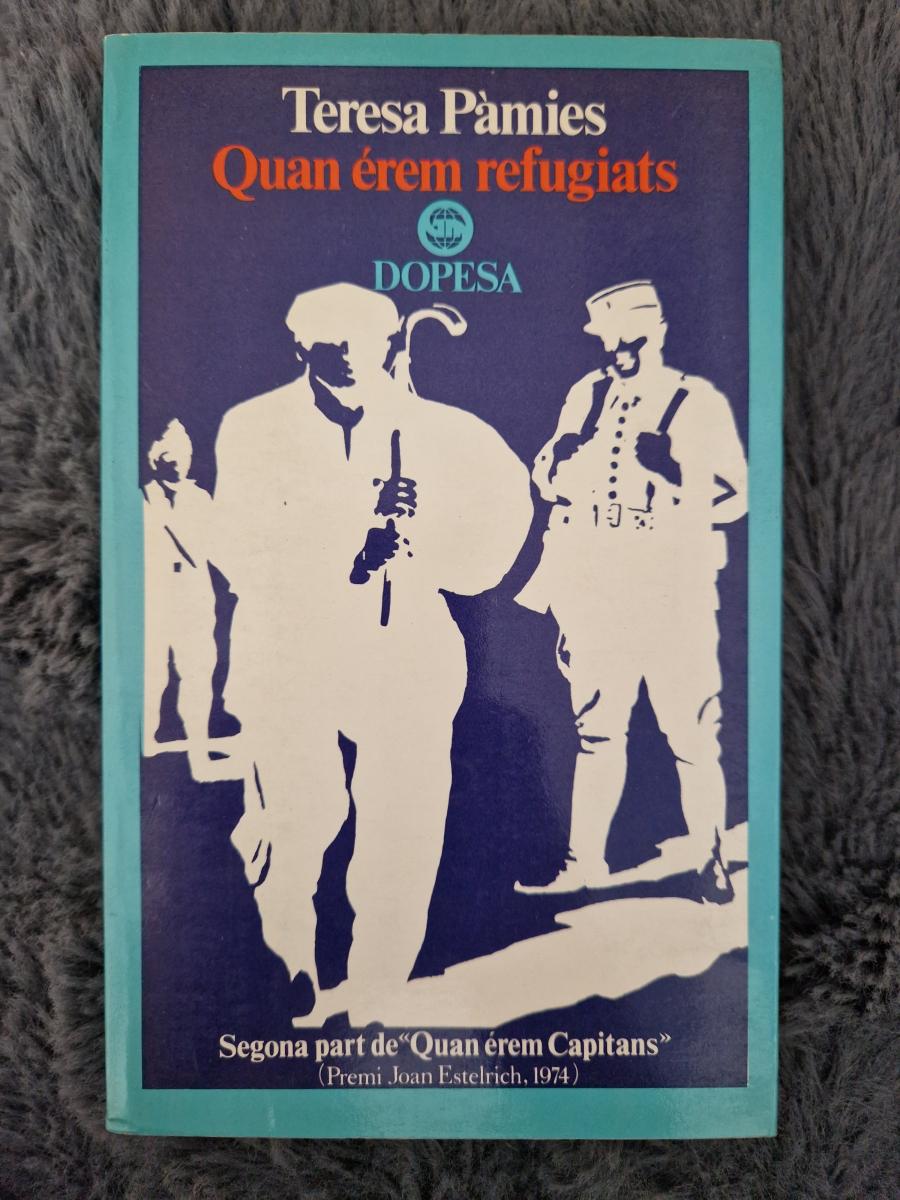 Teresa Pàmies
Quan érem refugiats
DOPESA
Segona part de “Quan érem Capitans”
(Premi Joan Estelrich, 1974)